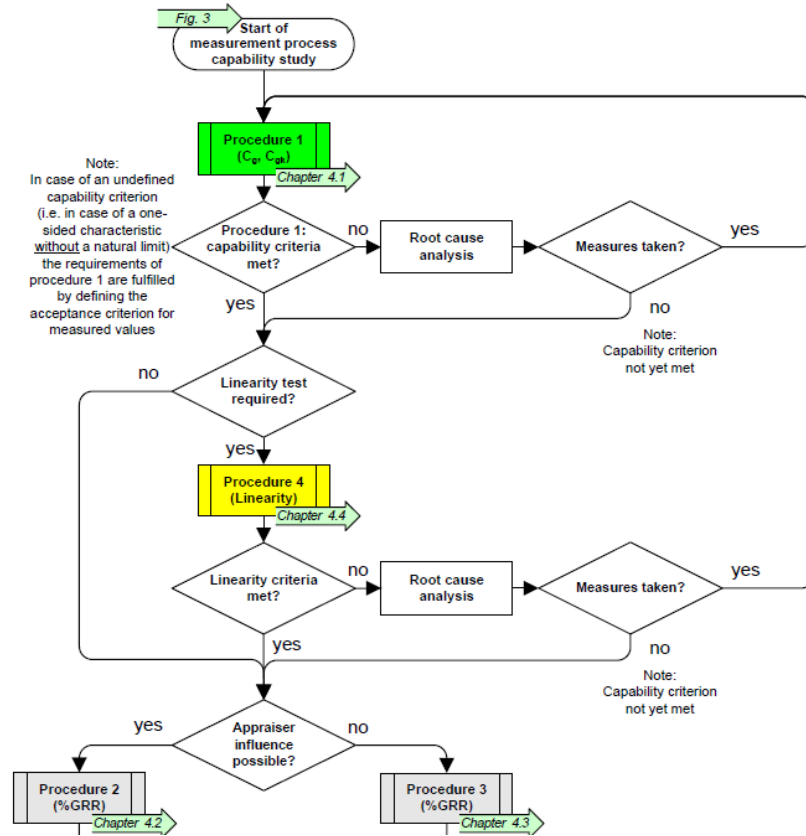 Fig. 3
Start of
measurement process
capability study
Procedure 1
(Cg, Cgk)
Chapter 4.1
Note:
In case of an undefined
capability criterion
(i.e. in case of a one-
sided characteristic
without a natural limit)
the requirements of
procedure 1 are fulfilled
by defining the
acceptance criterion for
measured values
Procedure 1:
capability criteria
met?
no
Root cause
analysis
Measures taken?
yes
yes
no
Note:
Capability criterion
not yet met
no
Linearity test
required?
yes
Procedure 4
(Linearity)
Chapter 4.4
Linearity criteria
met?
no
Root cause
analysis
Measures taken?
yes
yes
no
Note:
Capability criterion
not yet met
yes
Appraiser
influence
possible?
no
Procedure 2
(%GRR)
Chapter 4.2
Procedure 3
(%GRR)
Chapter 4.3